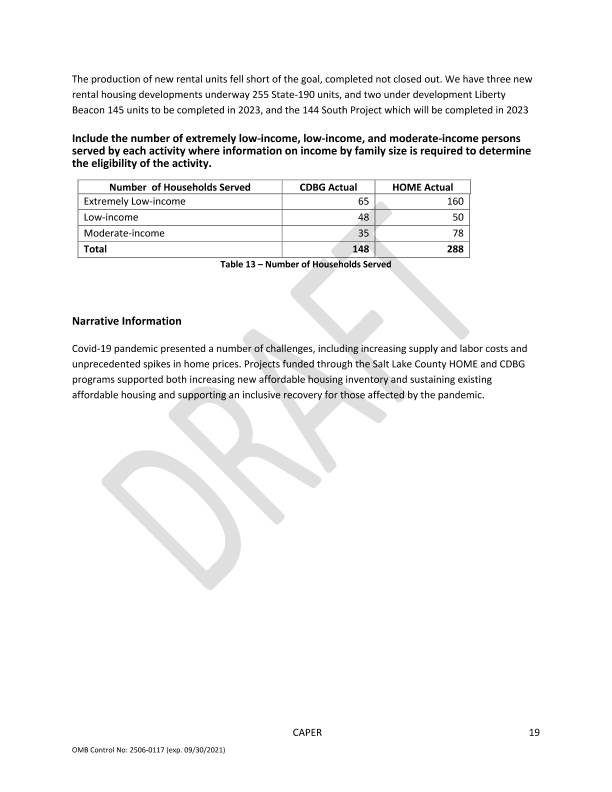 The production of new rental units fell short of the goal, completed not closed out. We have three new
rental housing developments underway 255 State-190 units, and two under development Liberty
Beacon 145 units to be completed in 2023, and the 144 South Project which will be completed in 2023
Include the number of extremely low-income, low-income, and moderate-income persons
served by each activity where information on income by family size is required to determine
the eligibility of the activity.
Number of Households Served CDBG Actual HOME Actual
Extremely Low-income 65 160
Low-income 48 50
Moderate-income 35 78
Total 148 288
Table 13 – Number of Households Served
Narrative Information
Covid-19 pandemic presented a number of challenges, including increasing supply and labor costs and
unprecedented spikes in home prices. Projects funded through the Salt Lake County HOME and CDBG
programs supported both increasing new affordable housing inventory and sustaining existing
affordable housing and supporting an inclusive recovery for those affected by the pandemic.
DRAFT
CAPER 19
OMB Control No: 2506-0117 (exp. 09/30/2021)